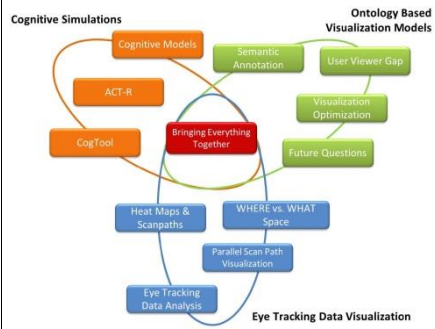 Cognitive Simulations
Ontology Based
Visualization Models
Cognitive Models
Semantic
Annotation
User Viewer Gap
ACT-R
Visualization
Optimization
CogTool
Bringing Everything
Together
Future Questions
Heat Maps &
Scanpaths
WHERE vs. WHAT
Space
Parallel Scan Path
Visualization
Eye Tracking
Data Analysis
Eye Tracking Data Visualization